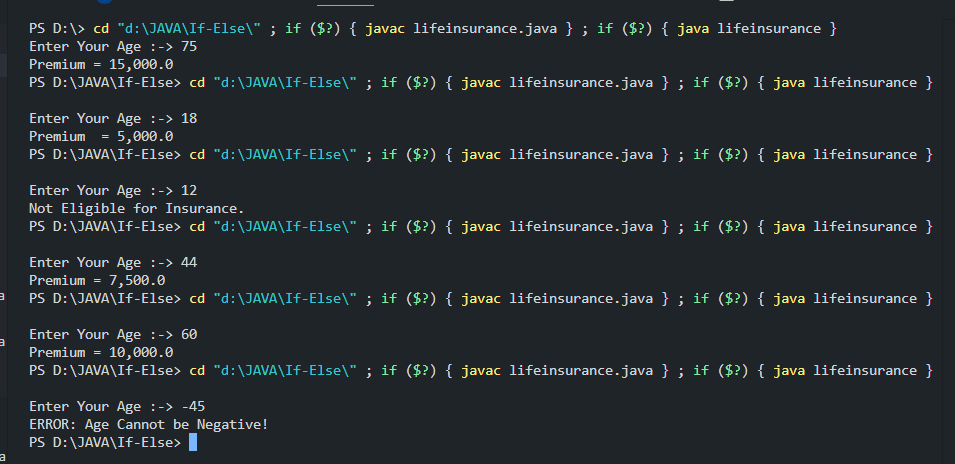 PS D:\> cd "d:\JAVA\If-Else\" ; if ($?) { javac lifeinsurance.java } ; if ($?) { java lifeinsurance }
Enter Your Age :-> 75
Premium = 15,000.0
PS D:\JAVA\If-Else> cd "d:\JAVA\If-Else\" ; if ($?) { javac lifeinsurance.java } ; if ($?) { java lifeinsurance }
Enter Your Age :-> 18
Premium  = 5,000.0
PS D:\JAVA\If-Else> cd "d:\JAVA\If-Else\" ; if ($?) { javac lifeinsurance.java } ; if ($?) { java lifeinsurance }
Enter Your Age :-> 12
Not Eligible for Insurance.
PS D:\JAVA\If-Else> cd "d:\JAVA\If-Else\" ; if ($?) { javac lifeinsurance.java } ; if ($?) { java lifeinsurance }
Enter Your Age :-> 44
Premium = 7,500.0
PS D:\JAVA\If-Else> cd "d:\JAVA\If-Else\" ; if ($?) { javac lifeinsurance.java } ; if ($?) { java lifeinsurance }
Enter Your Age :-> 60
Premium = 10,000.0
PS D:\JAVA\If-Else> cd "d:\JAVA\If-Else\" ; if ($?) { javac lifeinsurance.java } ; if ($?) { java lifeinsurance }
Enter Your Age :-> -45
ERROR: Age Cannot be Negative!
PS D:\JAVA\If-Else>